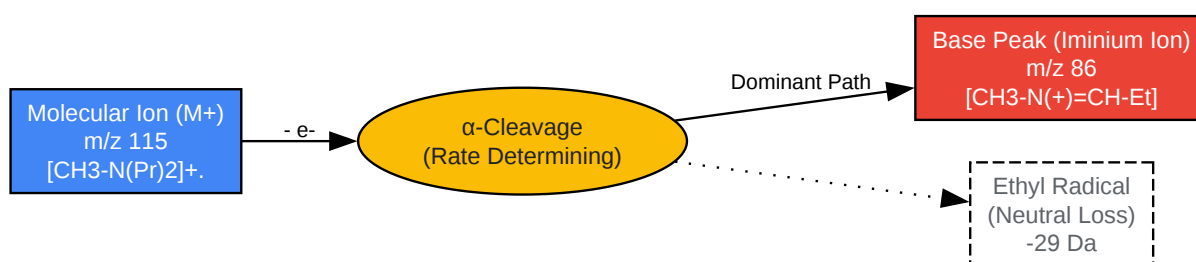 Molecular Ion (M+)
m/z 115
[CH3-N(Pr)2]+.
- e-
α-Cleavage
(Rate Determining)
Dominant Path
Base Peak (Iminium Ion)
m/z 86
[CH3-N(+)=CH-Et]
Ethyl Radical
(Neutral Loss)
-29 Da